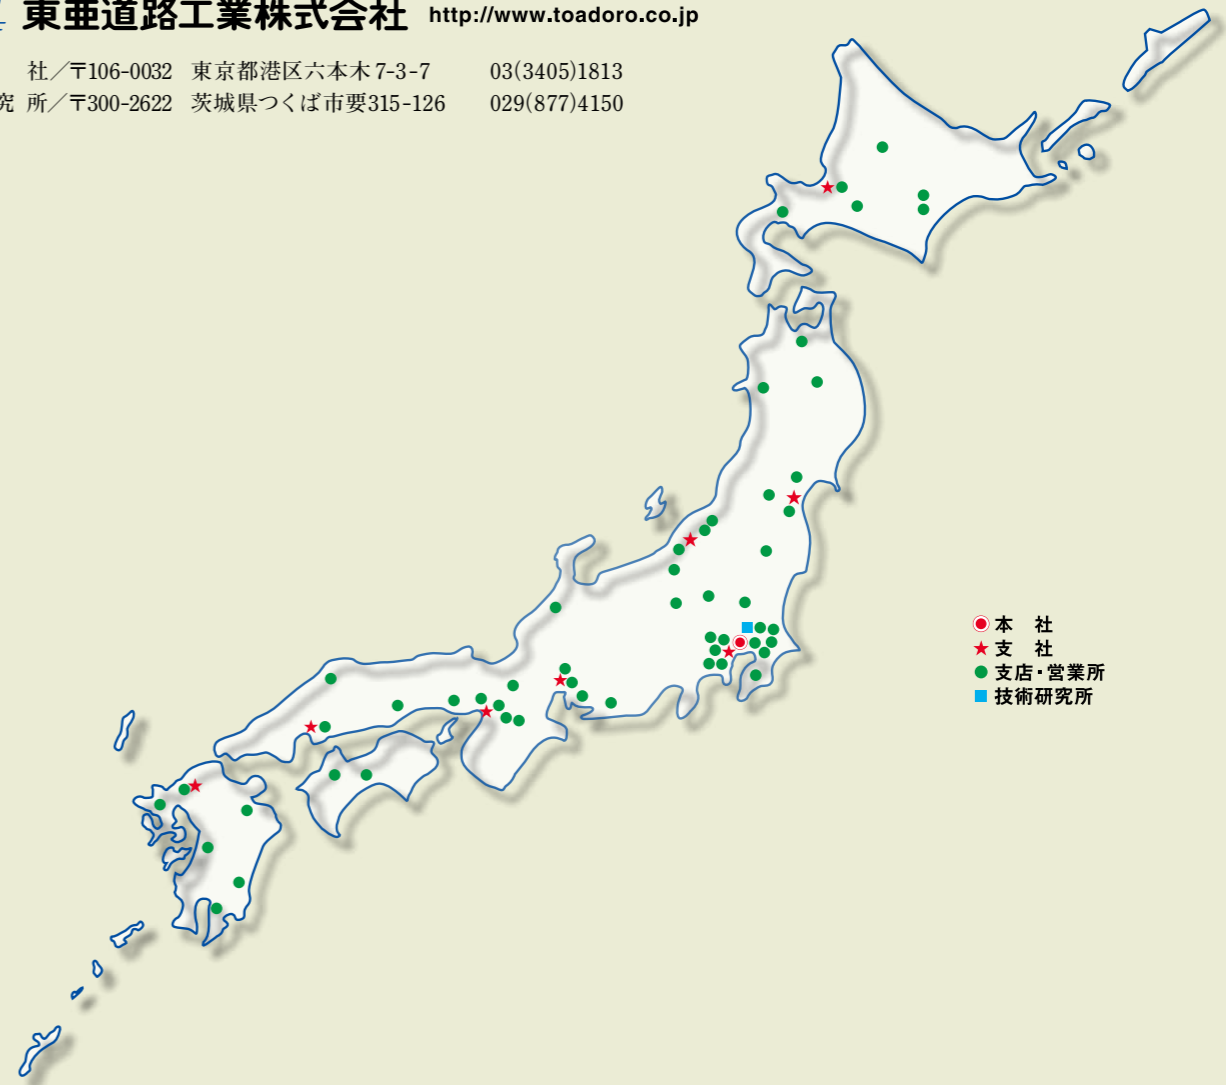 東亜道路工業株式会社 http://www.toadoro.co.jp
社／〒106-0032 東京都港区六本木7-3-7 03(3405)1813
究 所／〒300-2622 茨城県つくば市要315-126 029(877)4150
本 社
支 社
支店・営業所
技術研究所